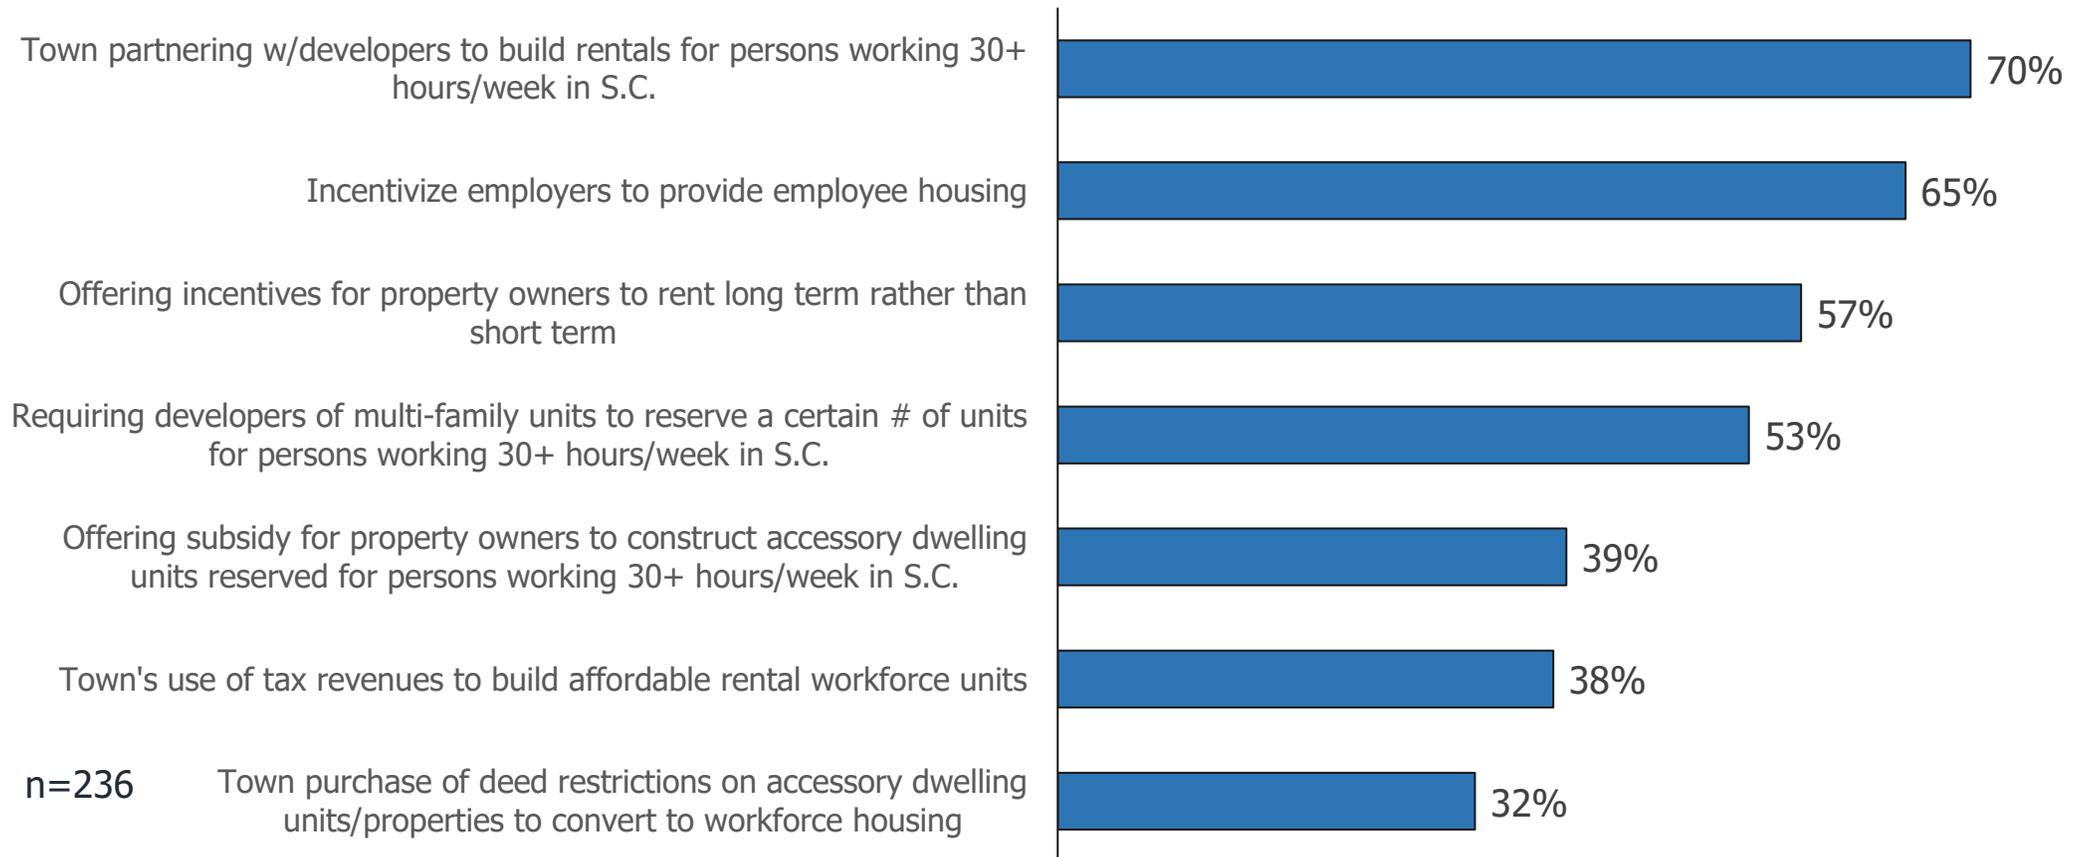 Town partnering w/developers to build rentals for persons working 30+
hours/week in S.C.
70%
Incentivize employers to provide employee housing
65%
Offering incentives for property owners to rent long term rather than
short term
57%
Requiring developers of multi-family units to reserve a certain # of units
for persons working 30+ hours/week in S.C.
53%
Offering subsidy for property owners to construct accessory dwelling
units reserved for persons working 30+ hours/week in S.C.
39%
Town's use of tax revenues to build affordable rental workforce units
38%
n=236
Town purchase of deed restrictions on accessory dwelling
units/properties to convert to workforce housing
32%